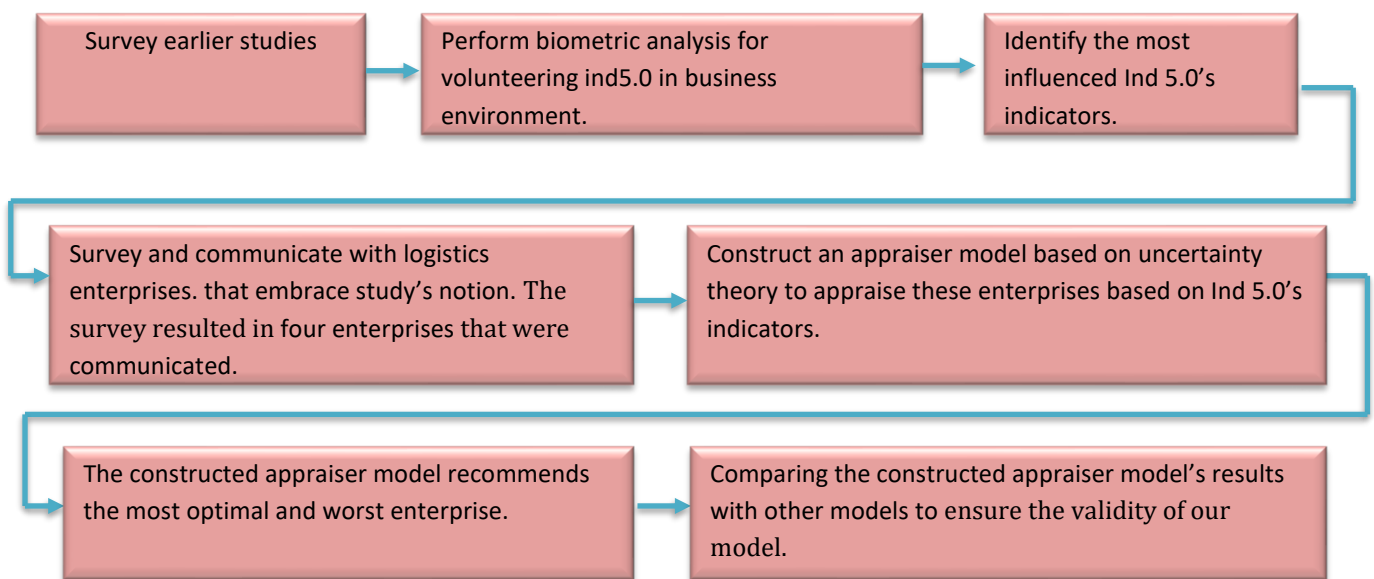 Survey earlier studies
Perform biometric analysis for
volunteering ind5.0 in business
environment.
Identify the most
influenced Ind 5.0’s
indicators.
Survey and communicate with logistics
enterprises. that embrace study’s notion. The
survey resulted in four enterprises that were
communicated.
Construct an appraiser model based on uncertainty
theory to appraise these enterprises based on Ind 5.0’s
indicators.
The constructed appraiser model recommends
the most optimal and worst enterprise.
Comparing the constructed appraiser model’s results
with other models to ensure the validity of our
model.